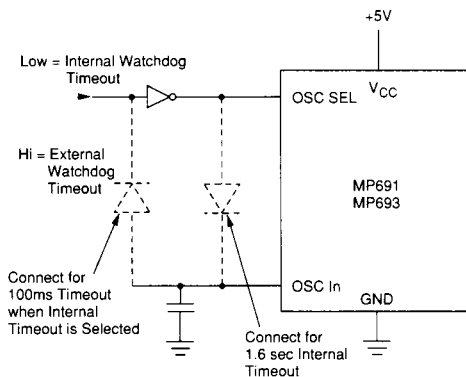 +5V
Low = Internal Watchdog
Timeout
OSC SEL
VCC
Hi = External
Watchdog
Timeout
MP691
MP693
Connect for
100ms Timeout
when Internal
Timeout is Selected
OSC In
GND
Connect for
1.6 sec Internal
Timeout